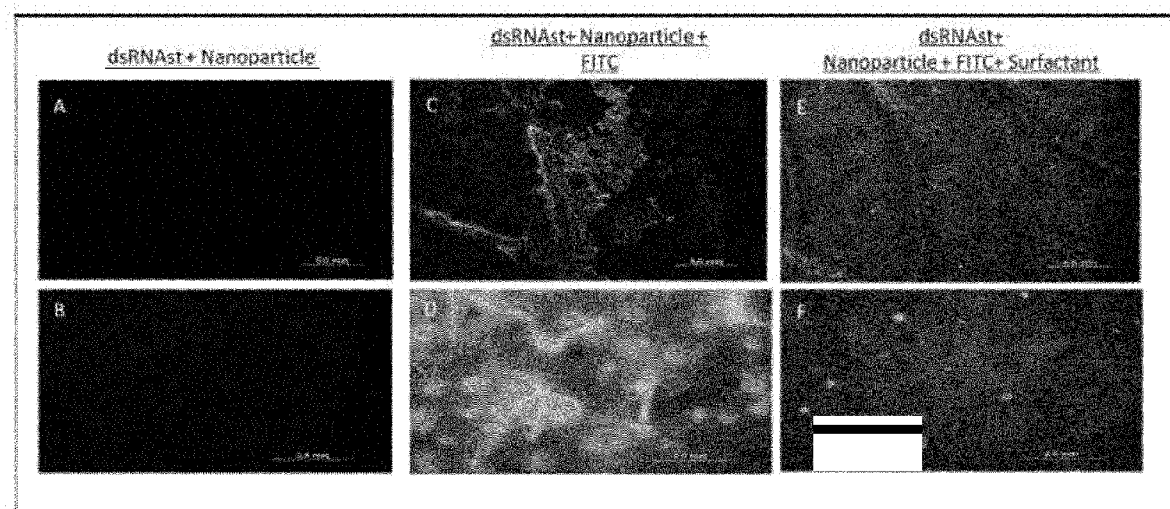 dsRNAst + Nanoparticle
dsRNAst+ Nanoparticle +
FITC
dsRNAst+
Nanoparticle + FITC+ Surfactant
A
C
E
B
D
F